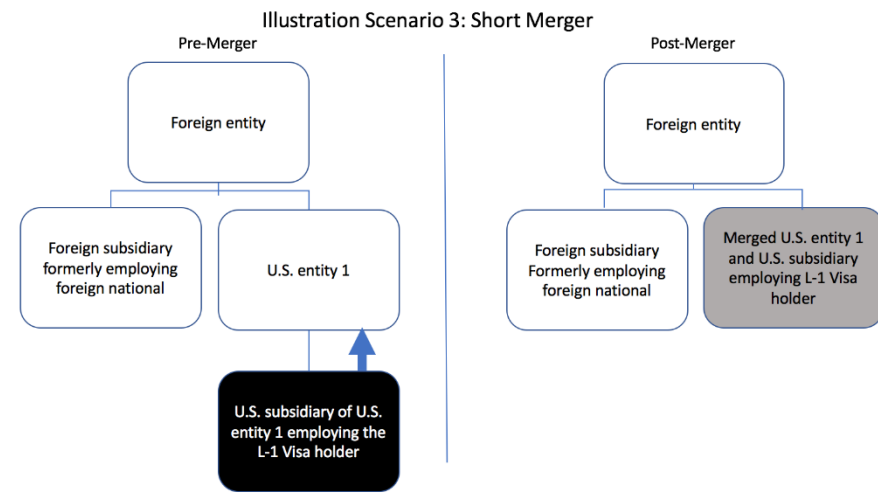 Illustration Scenario 3: Short Merger
Pre-Merger
Foreign entity
Foreign subsidiary
formerly employing
foreign national
U.S. entity 1
U.S. subsidiary of U.S.
entity 1 employing the
L-1 Visa holder
Post-Merger
Foreign entity
Foreign subsidiary
Formerly employing
foreign national
Merged U.S. entity 1
and U.S. subsidiary
employing L-1 Visa
holder